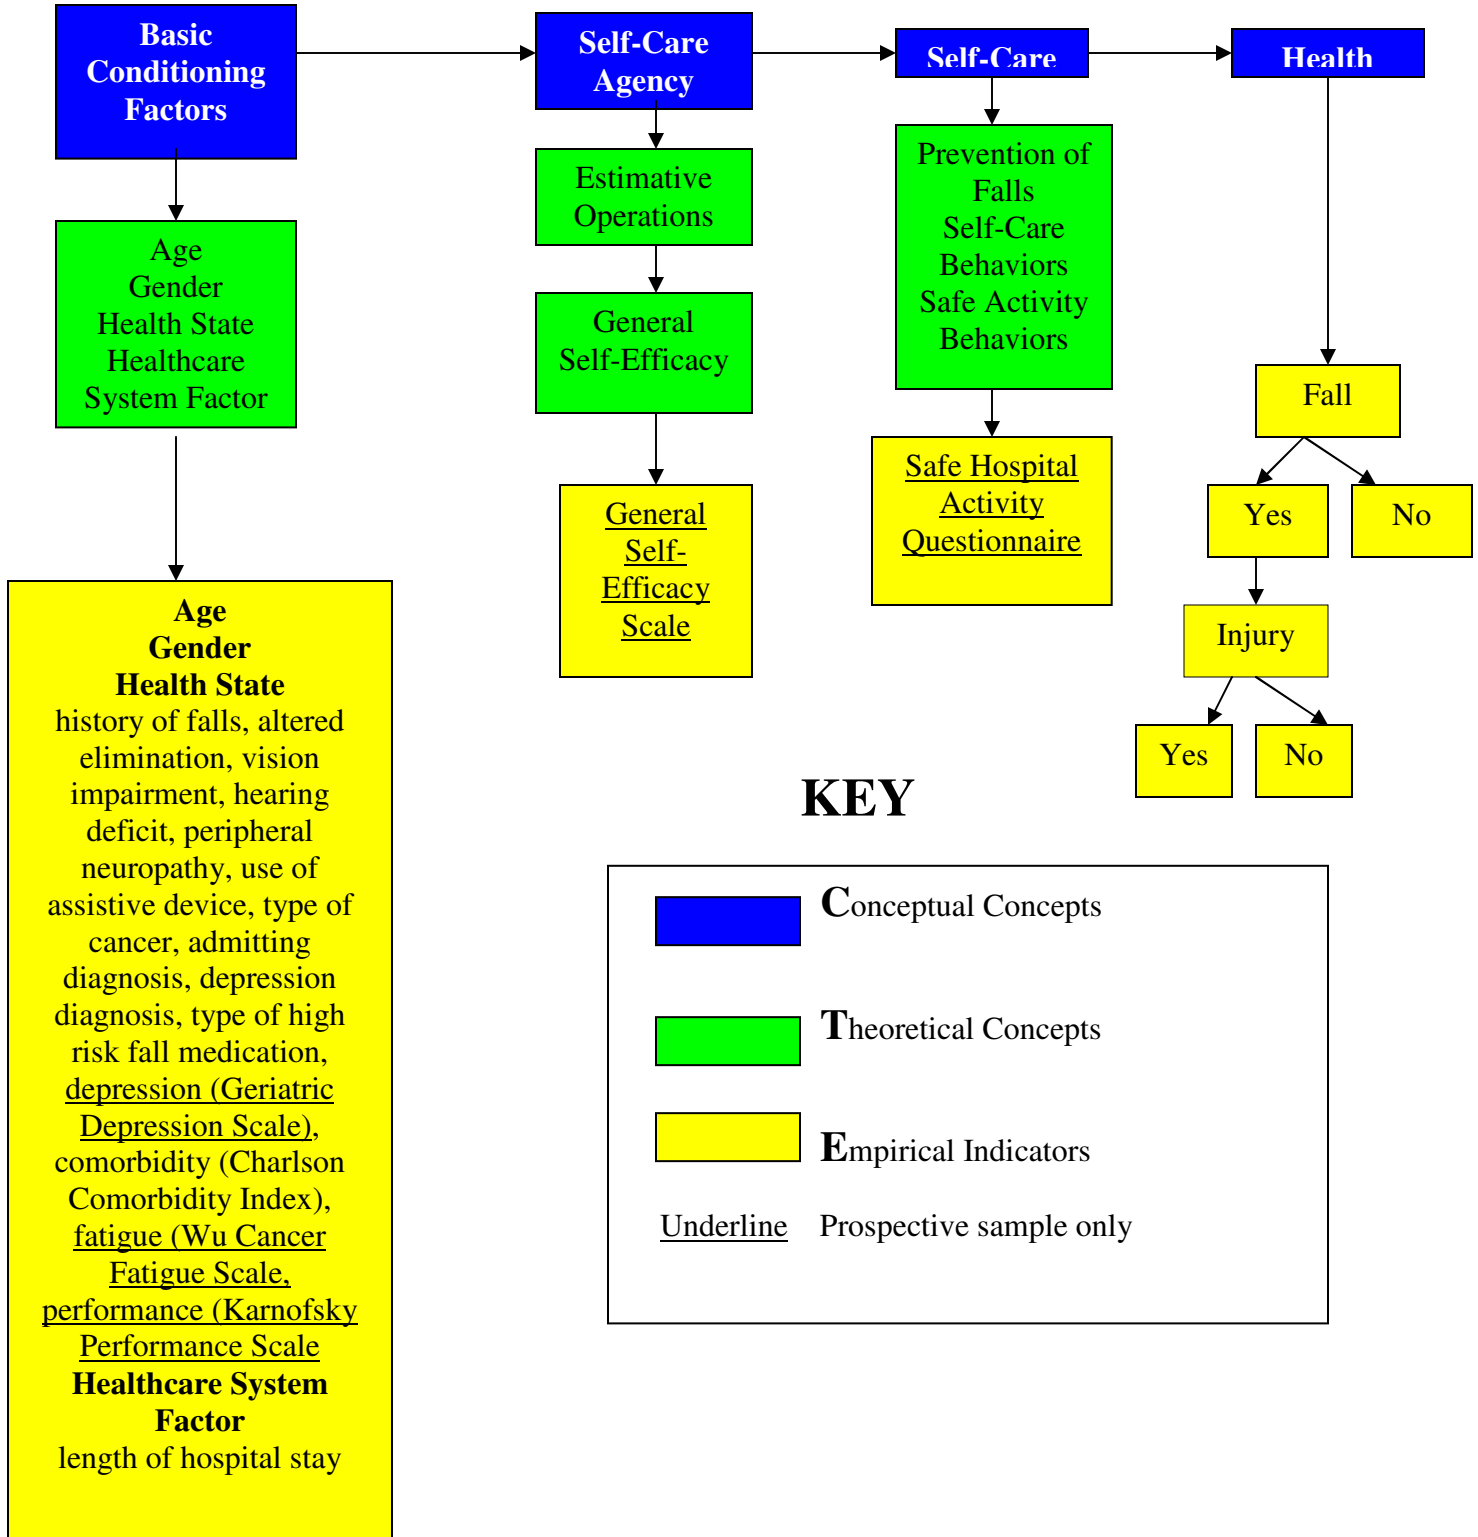 Basic
Conditioning
Factors
Self-Care
Agency
Self-Care
Health
Age
Gender
Health State
Healthcare
System Factor
Estimative
Operations
General
Self-Efficacy
General
Self-
Efficacy
Scale
Prevention of
Falls
Self-Care
Behaviors
Safe Activity
Behaviors
Safe Hospital
Activity
Questionnaire
Fall
Yes
No
Injury
Yes
No
Age
Gender
Health State
history of falls, altered
elimination, vision
impairment, hearing
deficit, peripheral
neuropathy, use of
assistive device, type of
cancer, admitting
diagnosis, depression
diagnosis, type of high
risk fall medication,
depression (Geriatric
Depression Scale),
comorbidity (Charlson
Comorbidity Index),
fatigue (Wu Cancer
Fatigue Scale,
performance (Karnofsky
Performance Scale
Healthcare System
Factor
length of hospital stay
KEY
Conceptual Concepts
Theoretical Concepts
Empirical Indicators
Underline Prospective sample only